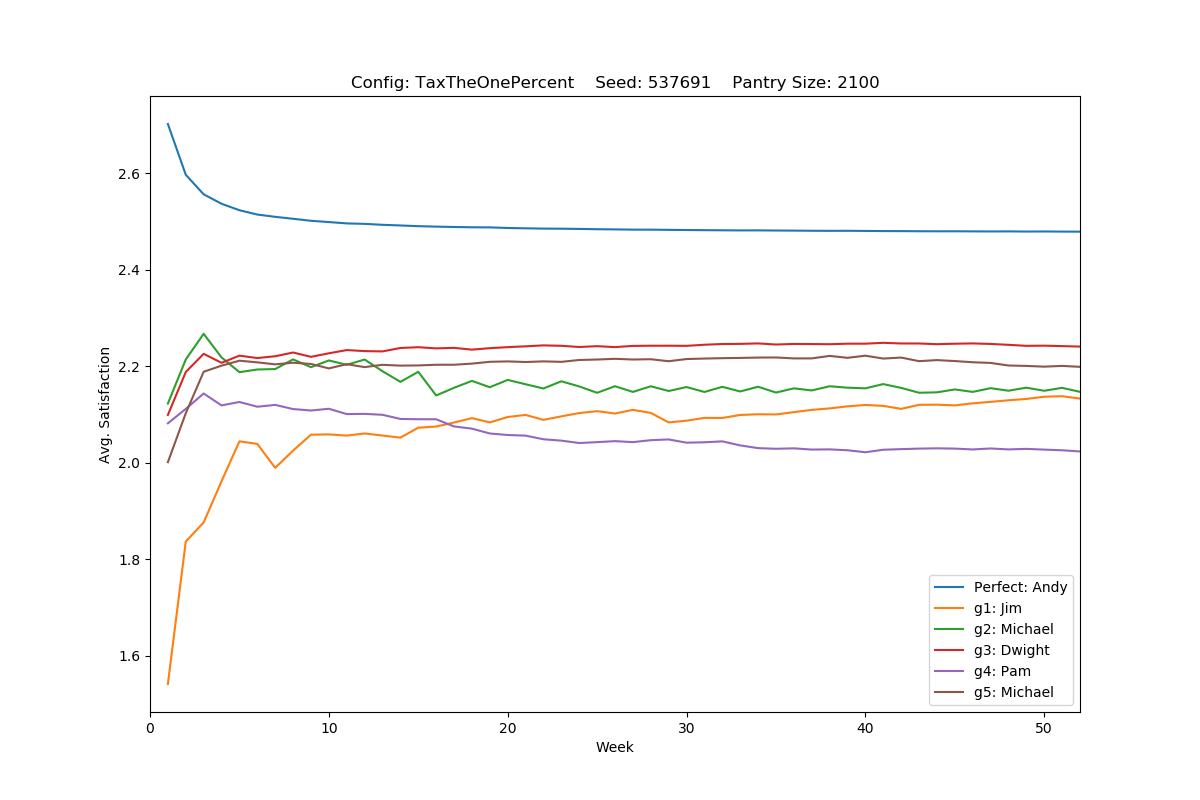 Config: TaxTheOnePercent    Seed: 537691    Pantry Size: 2100
Avg. Satisfaction
2.6
2.4
2.2
2.0
1.8
1.6
0
10
20
30
40
50
Week
Perfect: Andy
g1: Jim
g2: Michael
g3: Dwight
g4: Pam
g5: Michael